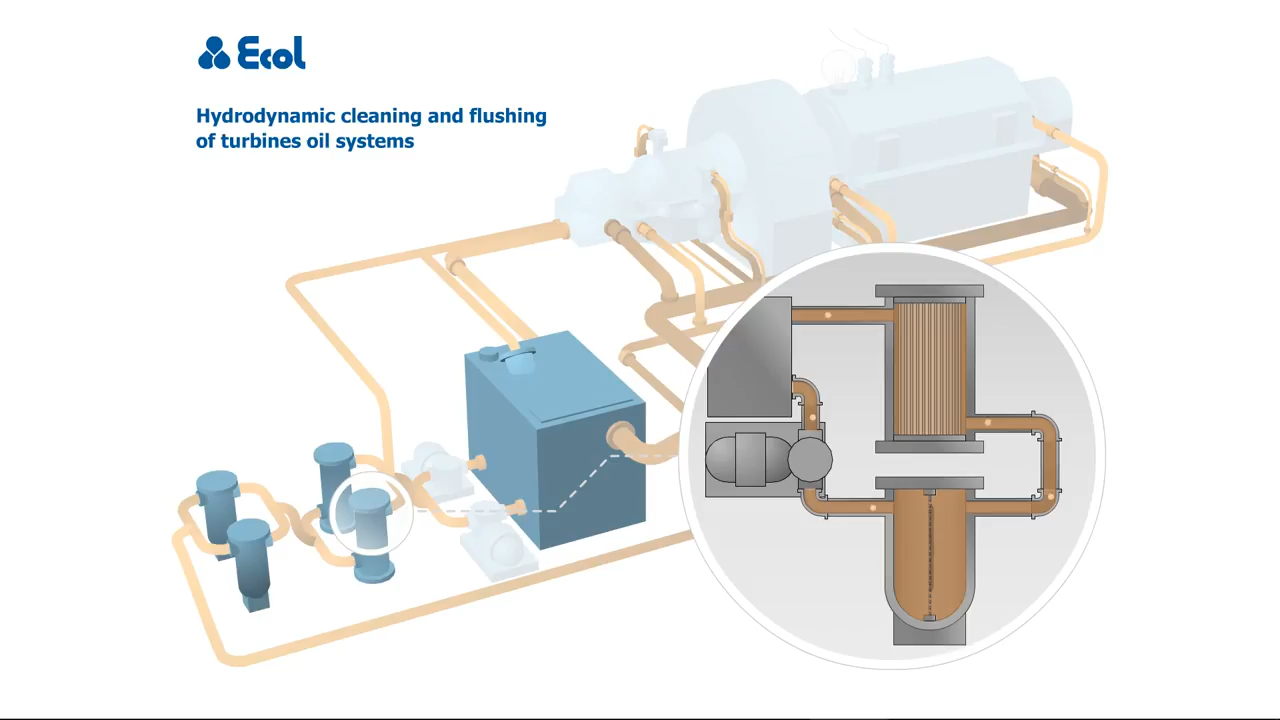 Ecol
Hydrodynamic cleaning and flushing
of turbines oil systems